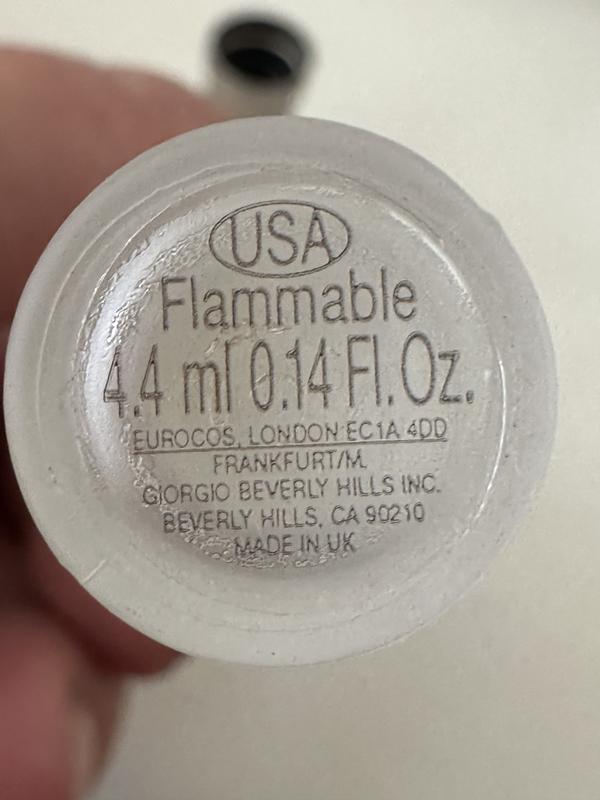 USA
Flammable
4.4 ml 0.14 Fl. Oz.
EUROCOS, LONDON EC1A 4DD
FRANKFURT/M.
GIORGIO BEVERLY HILLS INC.
BEVERLY HILLS, CA 90210
MADE IN UK